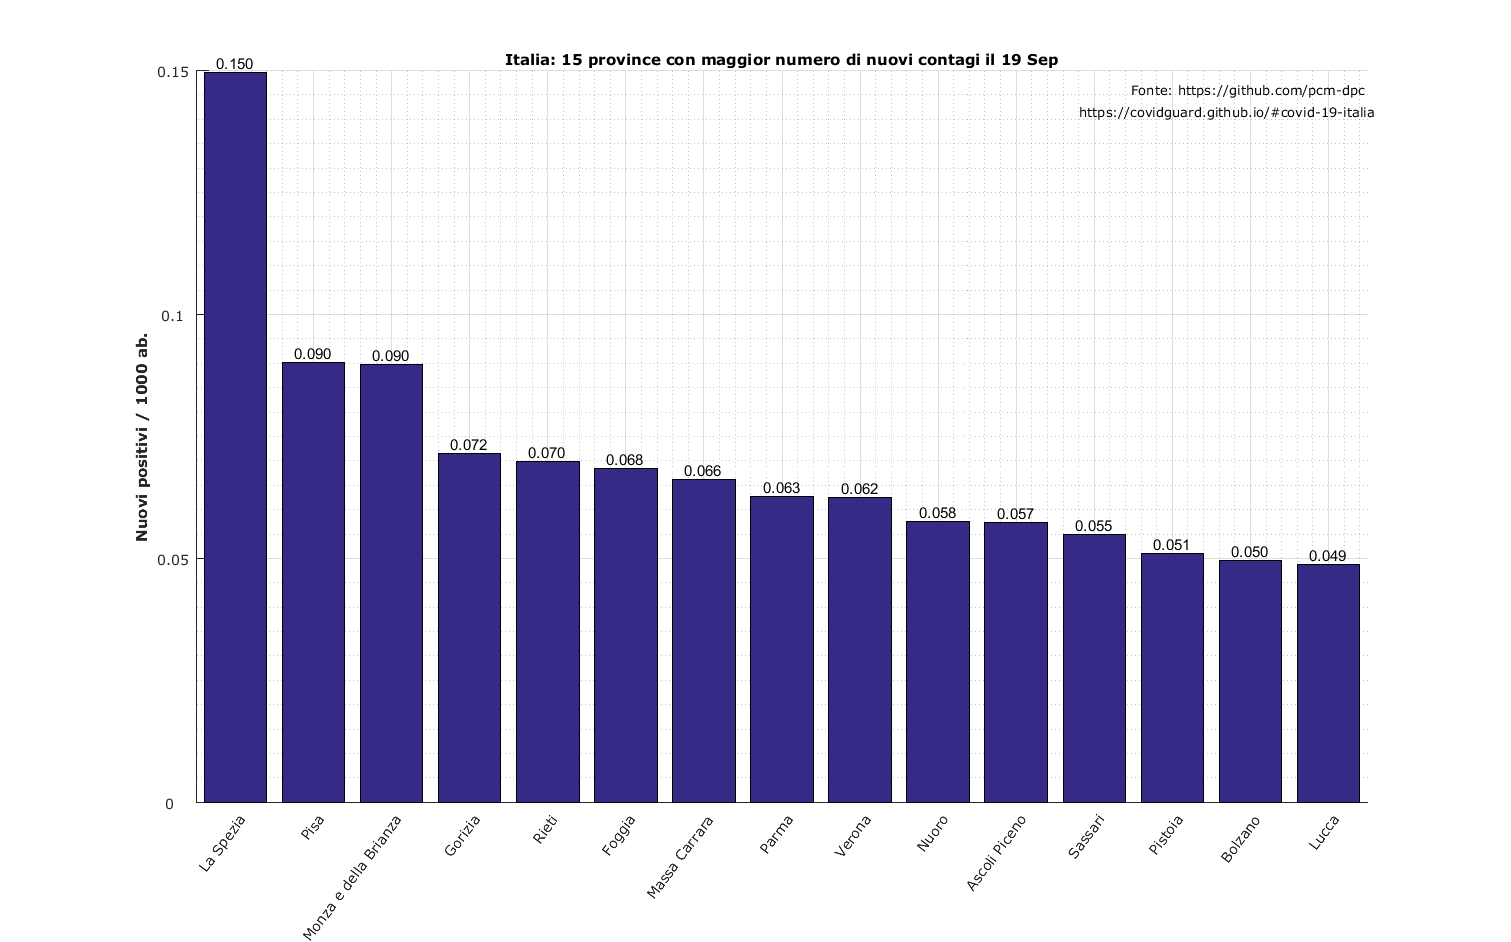 Italia: 15 province con maggior numero di nuovi contagi il 19 Sep
Fonte: https://github.com/pcm-dpc
https://covidguard.github.io/#covid-19-italia
Nuovi positivi / 1000 ab.
0.15
0.1
0.05
0
0.150
0.090
0.090
0.072
0.070
0.068
0.066
0.063
0.062
0.058
0.057
0.055
0.051
0.050
0.049
La Spezia
Pisa
Monza e della Brianza
Gorizia
Rieti
Foggia
Massa Carrara
Parma
Verona
Nuoro
Ascoli Piceno
Sassari
Pistoia
Bolzano
Lucca